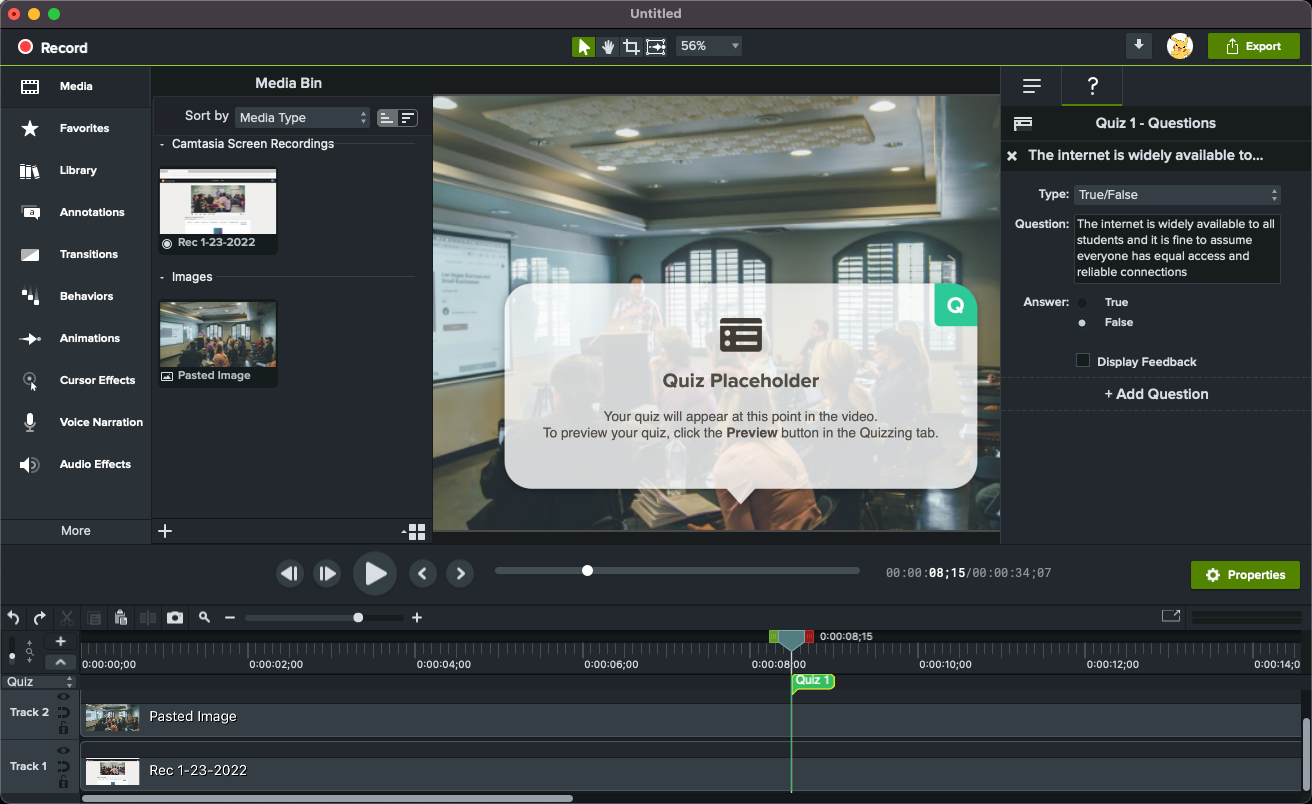 Untitled
Record
56%
Export
Media
Favorites
Library
Annotations
Transitions
Behaviors
Animations
Cursor Effects
Voice Narration
Audio Effects
More
Media Bin
Sort by
Media Type
- Camtasia Screen Recordings
Rec 1-23-2022
- Images
Pasted Image
Q
Quiz Placeholder
Your quiz will appear at this point in the video.
To preview your quiz, click the Preview button in the Quizzing tab.
?
Quiz 1 - Questions
The internet is widely available to...
Type: True/False
Question:
The internet is widely available to all
students and it is fine to assume
everyone has equal access and
reliable connections
Answer:
True
False
Display Feedback
+ Add Question
00:00:08;15/00:00:34;07
Properties
0:00:08;15
0:00:00;00
0:00:02;00
0:00:04;00
0:00:06;00
0:00:08;00
0:00:10;00
0:00:12;00
0:00:14;0
Quiz
Quiz 1
Track 2
Pasted Image
Track 1
Rec 1-23-2022